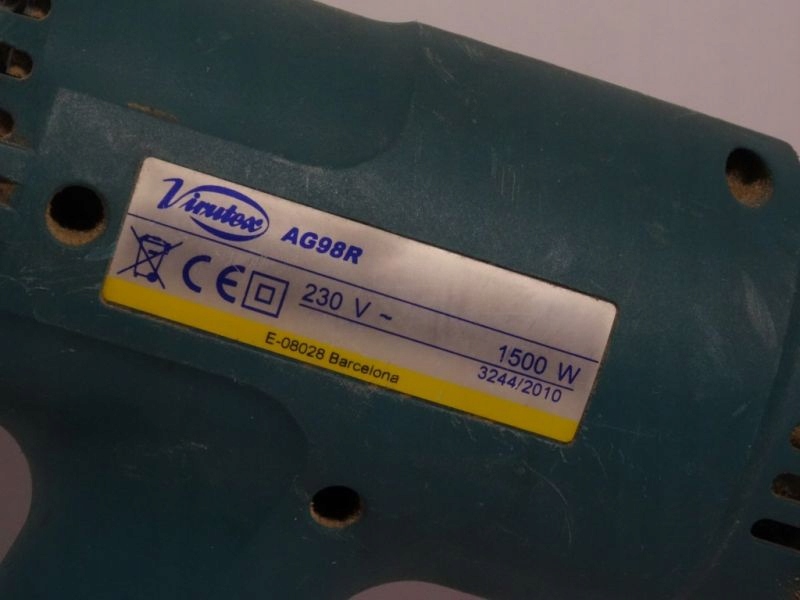 Virutex AG98R
CE 230 V ~
1500 W
E-08028 Barcelona 3244/2010